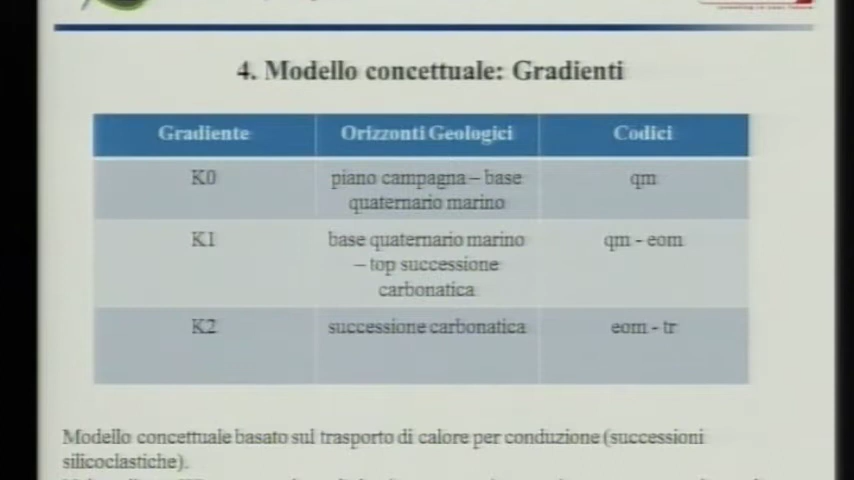 4. Modello concettuale: Gradienti
Gradiente Orizzonti Geologici Codici
K0 piano campagna – base qm
quaternario marino
K1 base quaternario marino qm - eom
– top successione
carbonatica
K2 successione carbonatica eom - tr
Modello concettuale basato sul trasporto di calore per conduzione (successioni
silicoclastiche).